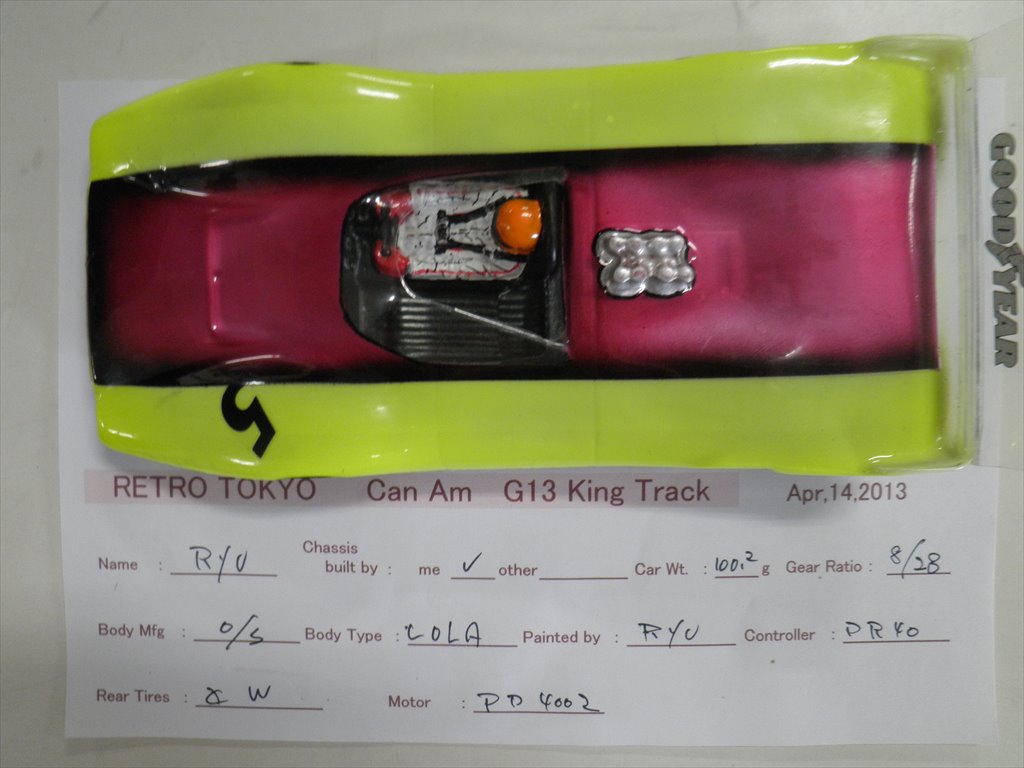 GOODYEAR
5
RETRO TOKYO Can Am G13 King Track Apr,14,2013
Name : RYU Chassis built by : me ✓ other Car Wt. : 100.2 g Gear Ratio : 8/28
Body Mfg : O/S Body Type : LOLA Painted by : RYU Controller : DR40
Rear Tires : W Motor : PD 4002